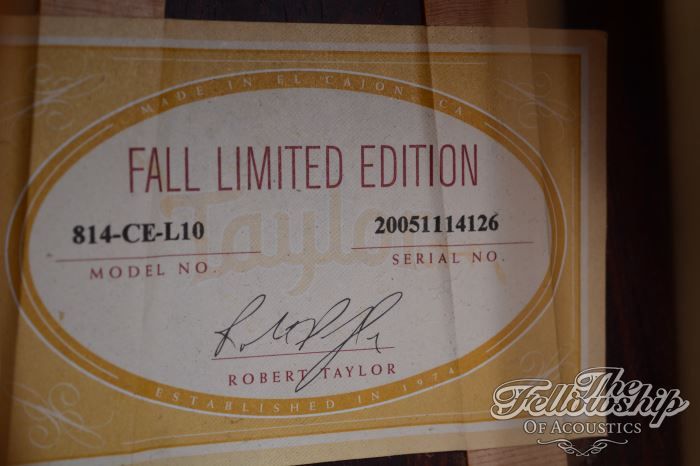 MADE IN EL CAJON, CA
FALL LIMITED EDITION
Taylor
814-CE-L10 20051114126
MODEL NO. SERIAL NO.
ROBERT TAYLOR
ESTABLISHED IN 1974
The
Fellowship
OF ACOUSTICS